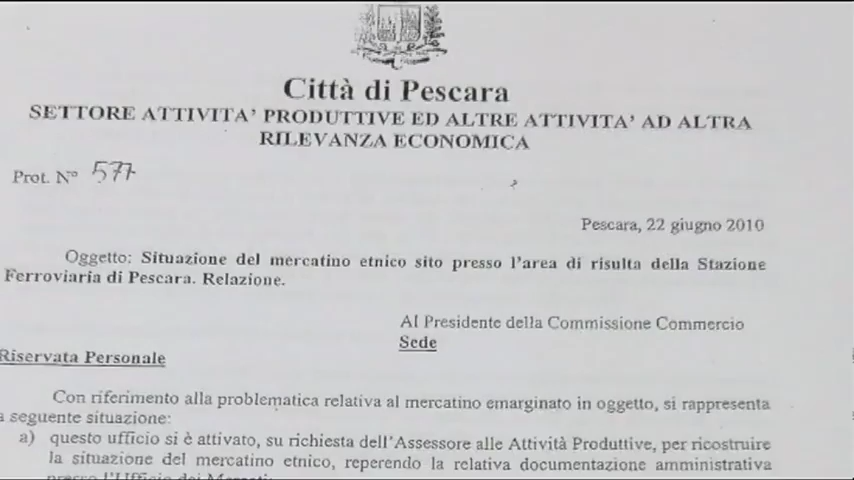 Città di Pescara
SETTORE ATTIVITA' PRODUTTIVE ED ALTRE ATTIVITA' AD ALTRA
RILEVANZA ECONOMICA
Prot. N° 577
Pescara, 22 giugno 2010
Oggetto: Situazione del mercatino etnico sito presso l'area di risulta della Stazione
Ferroviaria di Pescara. Relazione.
Al Presidente della Commissione Commercio
Sede
Riservata Personale
Con riferimento alla problematica relativa al mercatino emarginato in oggetto, si rappresenta
a seguente situazione:
a) questo ufficio si è attivato, su richiesta dell'Assessore alle Attività Produttive, per ricostruire
la situazione del mercatino etnico, reperendo la relativa documentazione amministrativa
presso l'Ufficio dei Mercati;